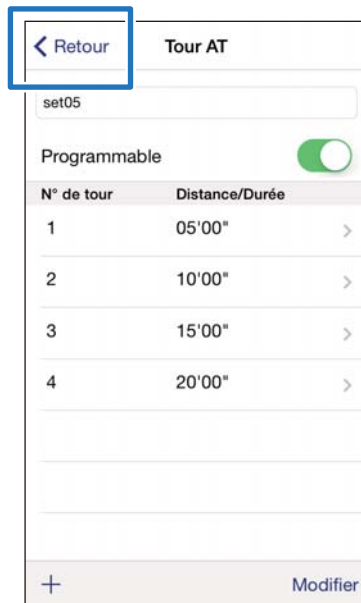 Retour Tour AT
set05
Programmable
N° de tour Distance/Durée
1 05'00"
2 10'00"
3 15'00"
4 20'00"
+ Modifier